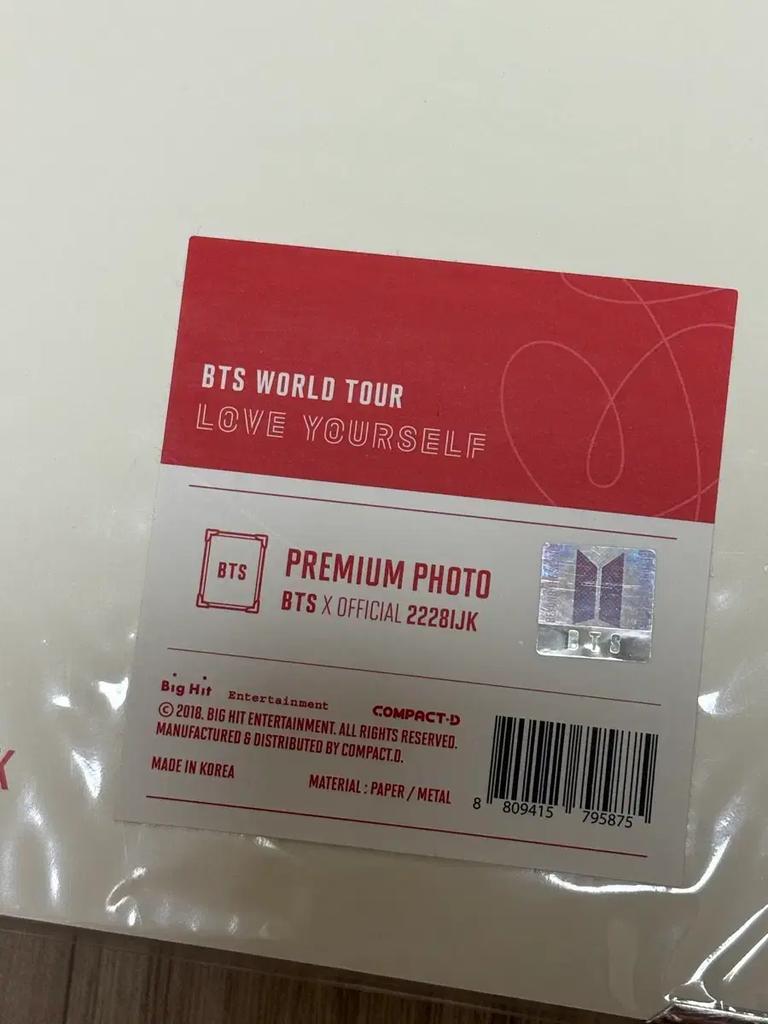 BTS WORLD TOUR
LOVE YOURSELF
BTS
PREMIUM PHOTO
BTS X OFFICIAL 2228IJK
BTS
Big Hit Entertainment
COMPACT·D
© 2018. BIG HIT ENTERTAINMENT. ALL RIGHTS RESERVED.
MANUFACTURED & DISTRIBUTED BY COMPACT.D.
MADE IN KOREA
MATERIAL : PAPER / METAL
8 809415 795875
K